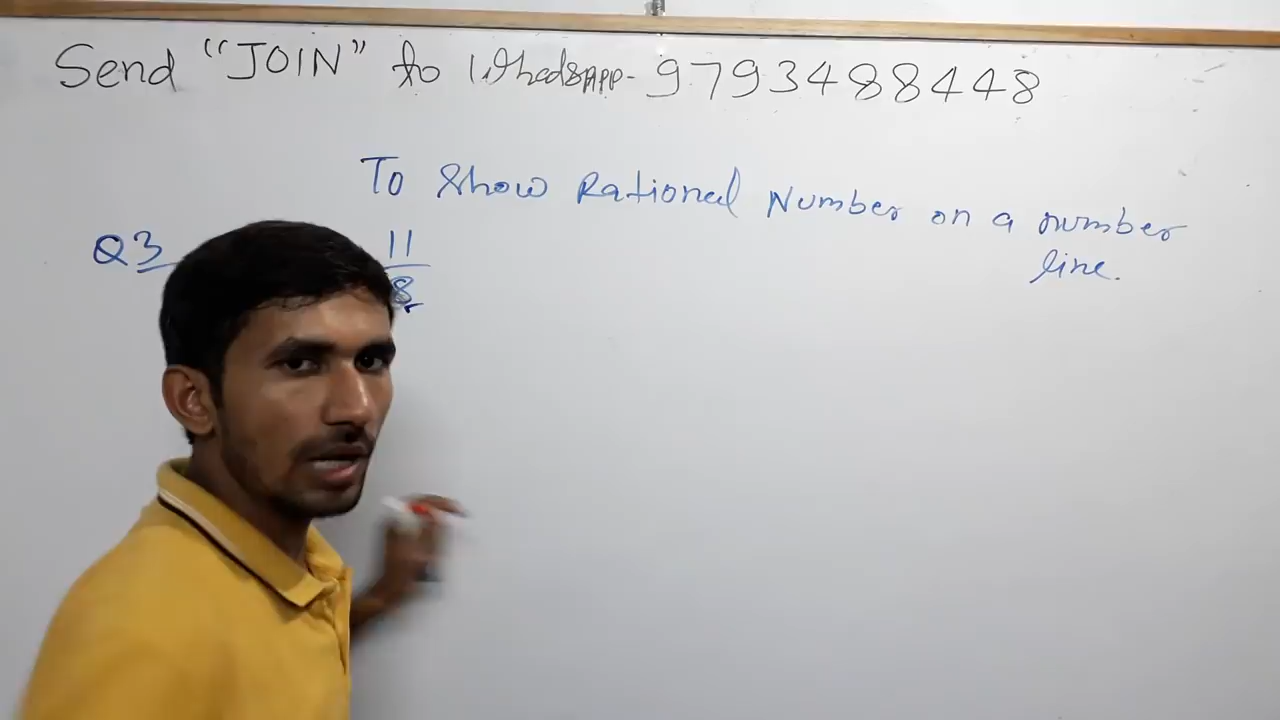 Send "JOIN" to WhatsAPP- 9793488448
To Show Rational Number on a number
line.
Q3
11
8